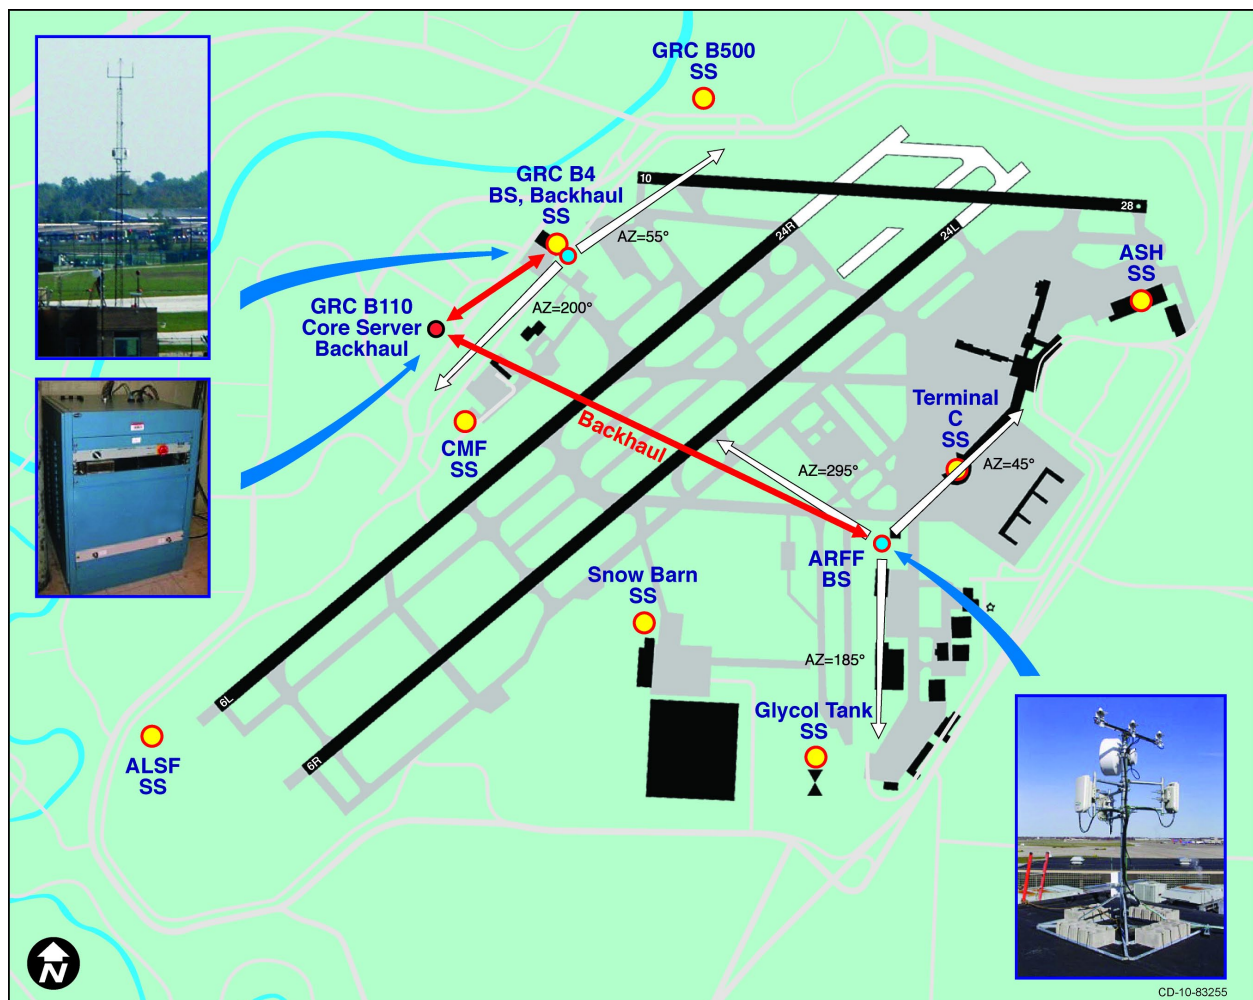 GRC B500
SS
GRC B4
BS, Backhaul
SS
10
28
24R
24L
AZ=55°
ASH
SS
GRC B110
Core Server
Backhaul
AZ=200°
Terminal
C
SS
Backhaul
CMF
SS
AZ=295°
AZ=45°
ARFF
BS
Snow Barn
SS
AZ=185°
6L
Glycol Tank
SS
ALSF
SS
6R
N
CD-10-83255